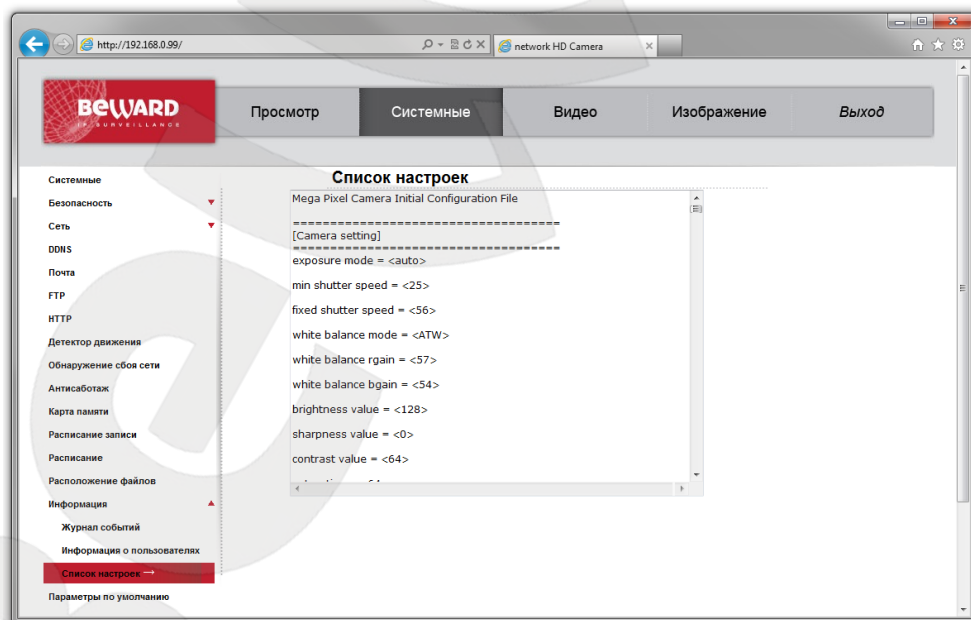 http://192.168.0.99/
network HD Camera
BEWARD
IP SURVEILLANCE
Просмотр
Системные
Видео
Изображение
Выход
Системные
Безопасность
Сеть
DDNS
Почта
FTP
HTTP
Детектор движения
Обнаружение сбоя сети
Антисаботаж
Карта памяти
Расписание записи
Расписание
Расположение файлов
Информация
Журнал событий
Информация о пользователях
Список настроек →
Параметры по умолчанию
Список настроек
Mega Pixel Camera Initial Configuration File
====================================
[Camera setting]
====================================
exposure mode = <auto>
min shutter speed = <25>
fixed shutter speed = <56>
white balance mode = <ATW>
white balance rgain = <57>
white balance bgain = <54>
brightness value = <128>
sharpness value = <0>
contrast value = <64>